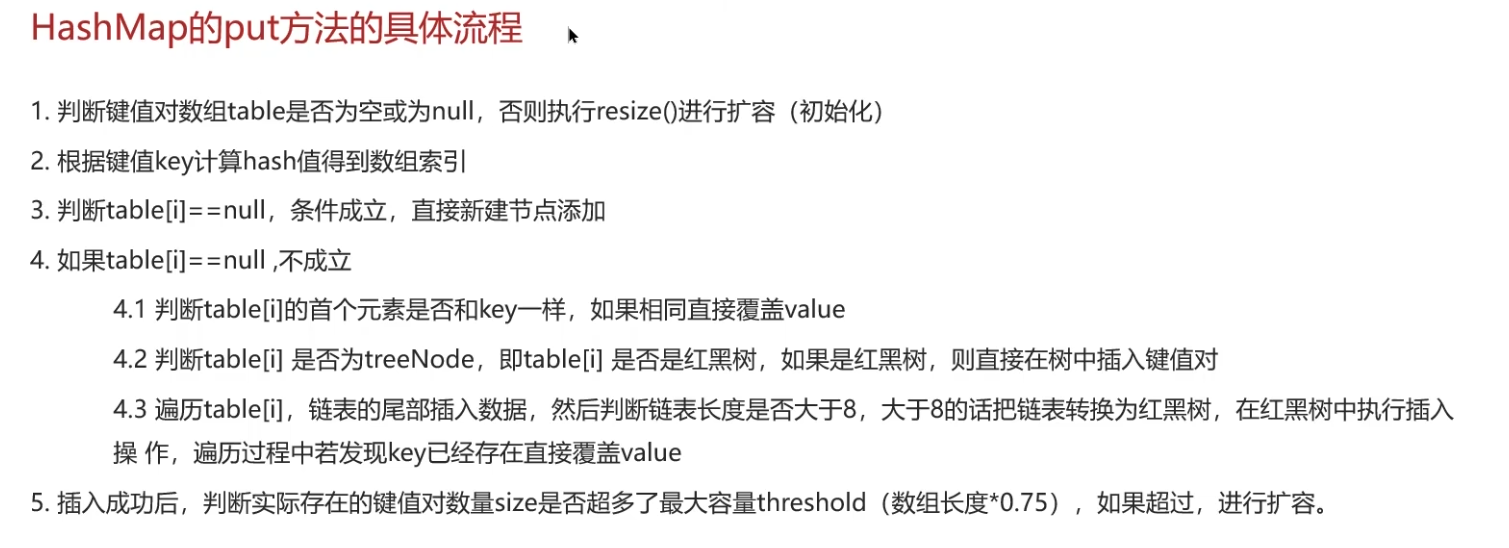 HashMap的put方法的具体流程
1. 判断键值对数组table是否为空或为null，否则执行resize()进行扩容（初始化）
2. 根据键值key计算hash值得到数组索引
3. 判断table[i]==null，条件成立，直接新建节点添加
4. 如果table[i]==null ,不成立
4.1 判断table[i]的首个元素是否和key一样，如果相同直接覆盖value
4.2 判断table[i] 是否为treeNode，即table[i] 是否是红黑树，如果是红黑树，则直接在树中插入键值对
4.3 遍历table[i]，链表的尾部插入数据，然后判断链表长度是否大于8，大于8的话把链表转换为红黑树，在红黑树中执行插入
操 作，遍历过程中若发现key已经存在直接覆盖value
5. 插入成功后，判断实际存在的键值对数量size是否超多了最大容量threshold（数组长度*0.75），如果超过，进行扩容。